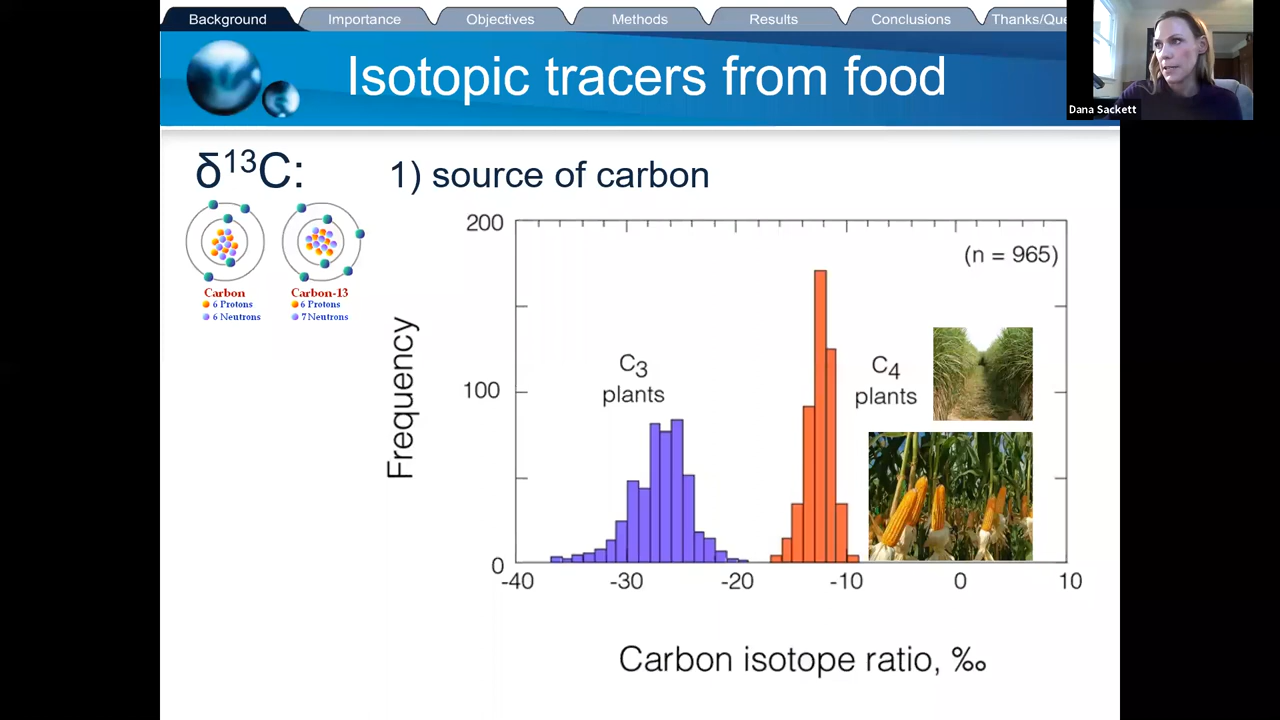 Background
Importance
Objectives
Methods
Results
Conclusions
Thanks/Que
Isotopic tracers from food
Dana Sackett
δ¹³C:
1) source of carbon
Carbon
6 Protons
6 Neutrons
Carbon-13
6 Protons
7 Neutrons
200
100
0
Frequency
(n = 965)
C₃
plants
C₄
plants
-40
-30
-20
-10
0
10
Carbon isotope ratio, ‰